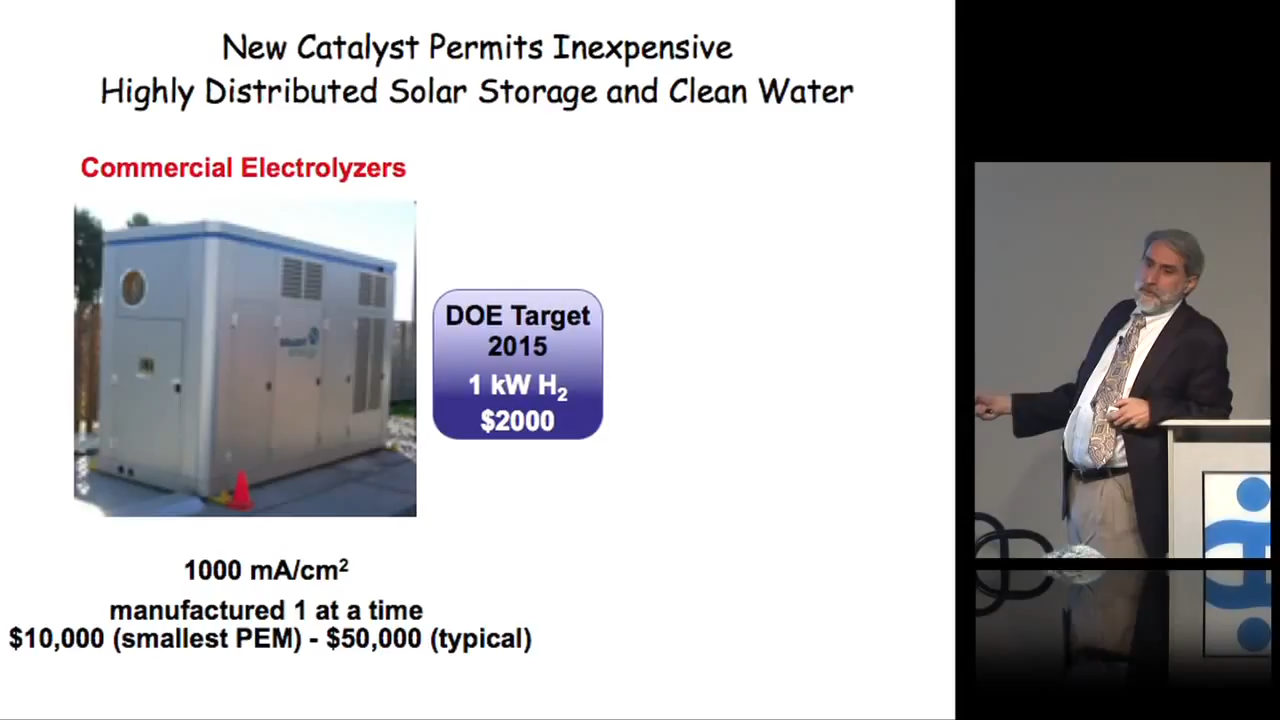 New Catalyst Permits Inexpensive
Highly Distributed Solar Storage and Clean Water
Commercial Electrolyzers
DOE Target
2015
1 kW H₂
$2000
1000 mA/cm²
manufactured 1 at a time
$10,000 (smallest PEM) - $50,000 (typical)